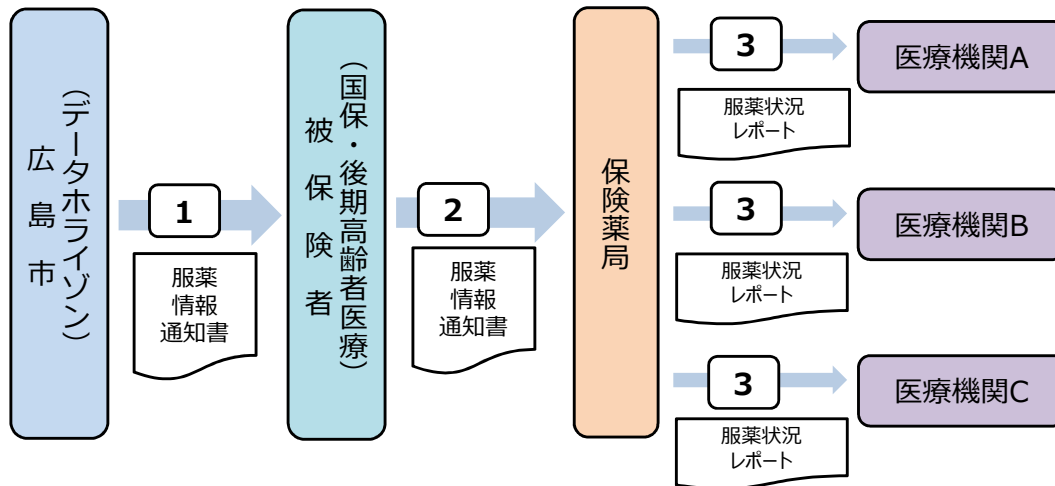 広島市
（データホライゾン）
1
服薬
情報
通知書
被保険者
（国保・後期高齢者医療）
2
服薬
情報
通知書
保険薬局
3
服薬状況
レポート
医療機関A
3
服薬状況
レポート
医療機関B
3
服薬状況
レポート
医療機関C